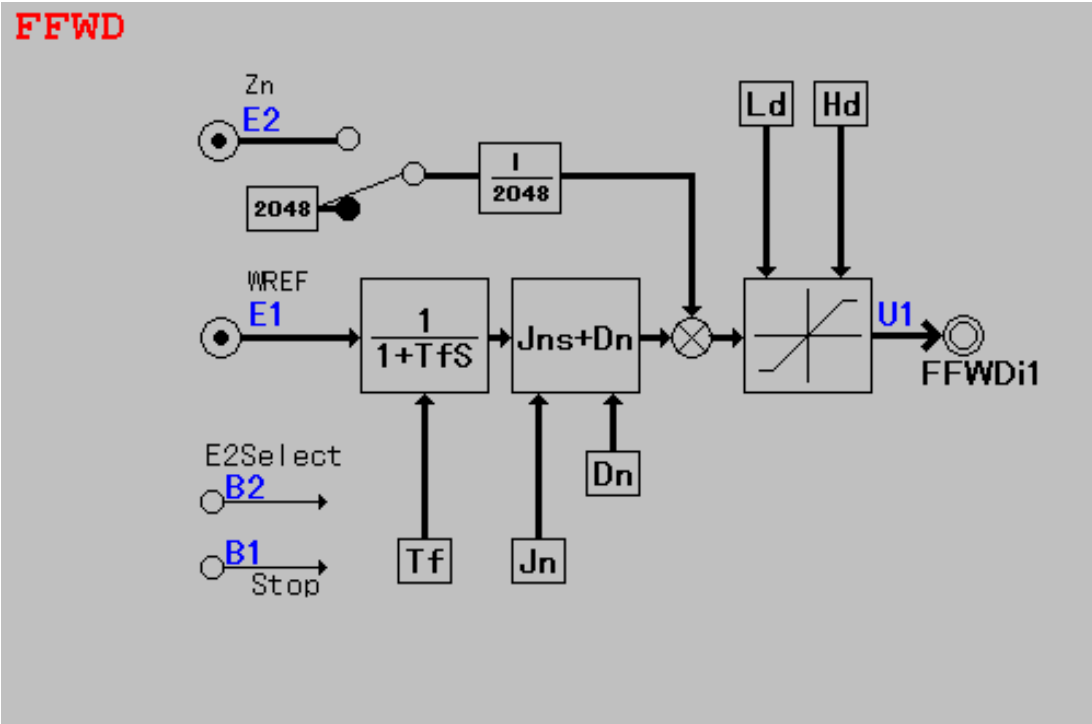 FFWD
Zn
E2
Ld
Hd
1
2048
2048
WREF
E1
1
1+TfS
Jns+Dn
U1
FFWDi1
E2Select
B2
Dn
B1
Stop
Tf
Jn